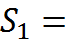 S₁ =